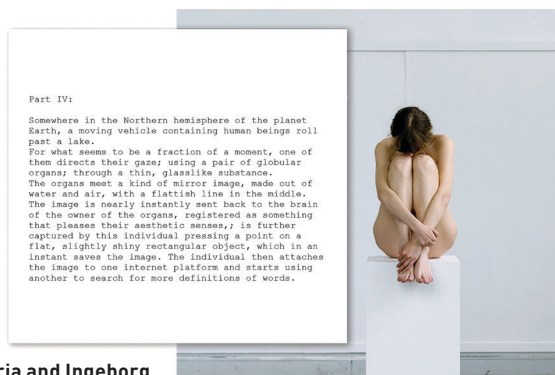 Part IV:
Somewhere in the Northern hemisphere of the planet
Earth, a moving vehicle containing human beings roll
past a lake.
For what seems to be a fraction of a moment, one of
them directs their gaze; using a pair of globular
organs; through a thin, glasslike substance.
The organs meet a kind of mirror image, made out of
water and air, with a flattish line in the middle.
The image is nearly instantly sent back to the brain
of the owner of the organs, registered as something
that pleases their aesthetic senses,; is further
captured by this individual pressing a point on a
flat, slightly shiny rectangular object, which in an
instant saves the image. The individual then attaches
the image to one internet platform and starts using
another to search for more definitions of words.
and Ingeborg